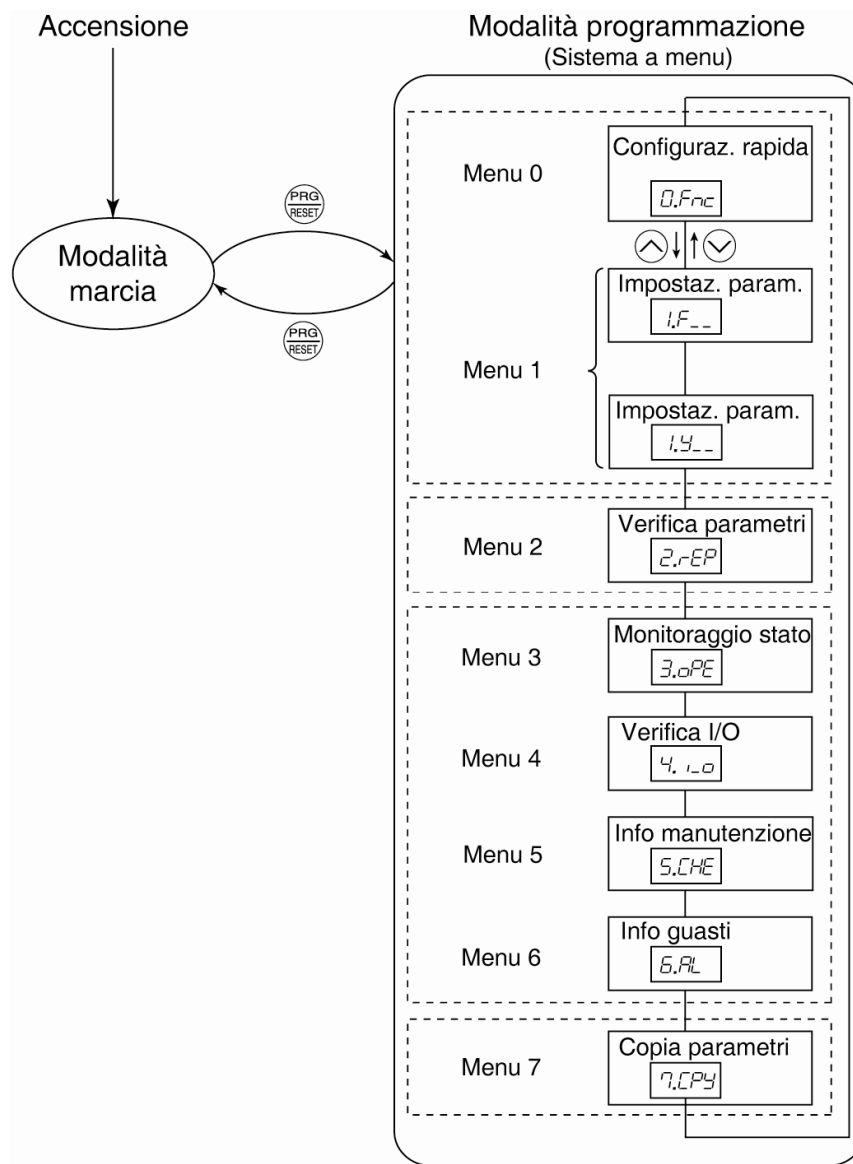 Accensione
Modalità programmazione
(Sistema a menu)
Menu 0
Configuraz. rapida
0.Fnc
PRG
RESET
Modalità
marcia
PRG
RESET
Menu 1
Impostaz. param.
1.F__
Impostaz. param.
1.y__
Menu 2
Verifica parametri
2.rEP
Menu 3
Monitoraggio stato
3.oPE
Menu 4
Verifica I/O
4.i_o
Menu 5
Info manutenzione
5.CHE
Menu 6
Info guasti
6.AL
Menu 7
Copia parametri
7.CPy